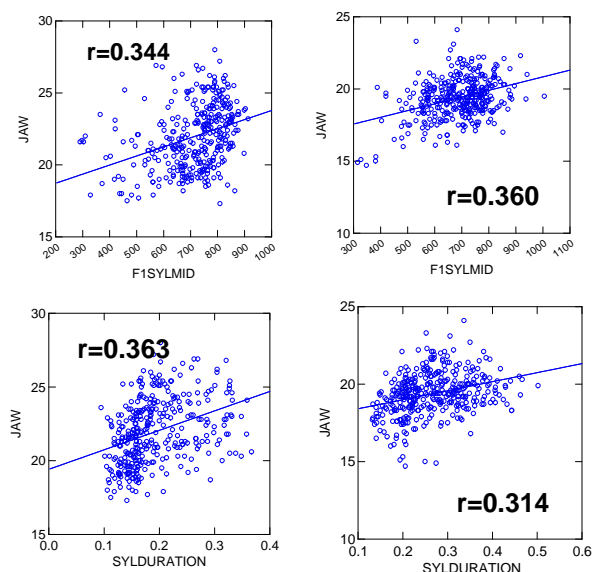 30
r=0.344
25
JAW
20
15
200 300 400 500 600 700 800 900 1000
F1SYLMID
25
20
JAW
15
r=0.360
10
300 400 500 600 700 800 900 1000 1100
F1SYLMID
30
r=0.363
25
JAW
20
15
0.0 0.1 0.2 0.3 0.4
SYLDURATION
25
20
JAW
15
r=0.314
10
0.1 0.2 0.3 0.4 0.5 0.6
SYLDURATION